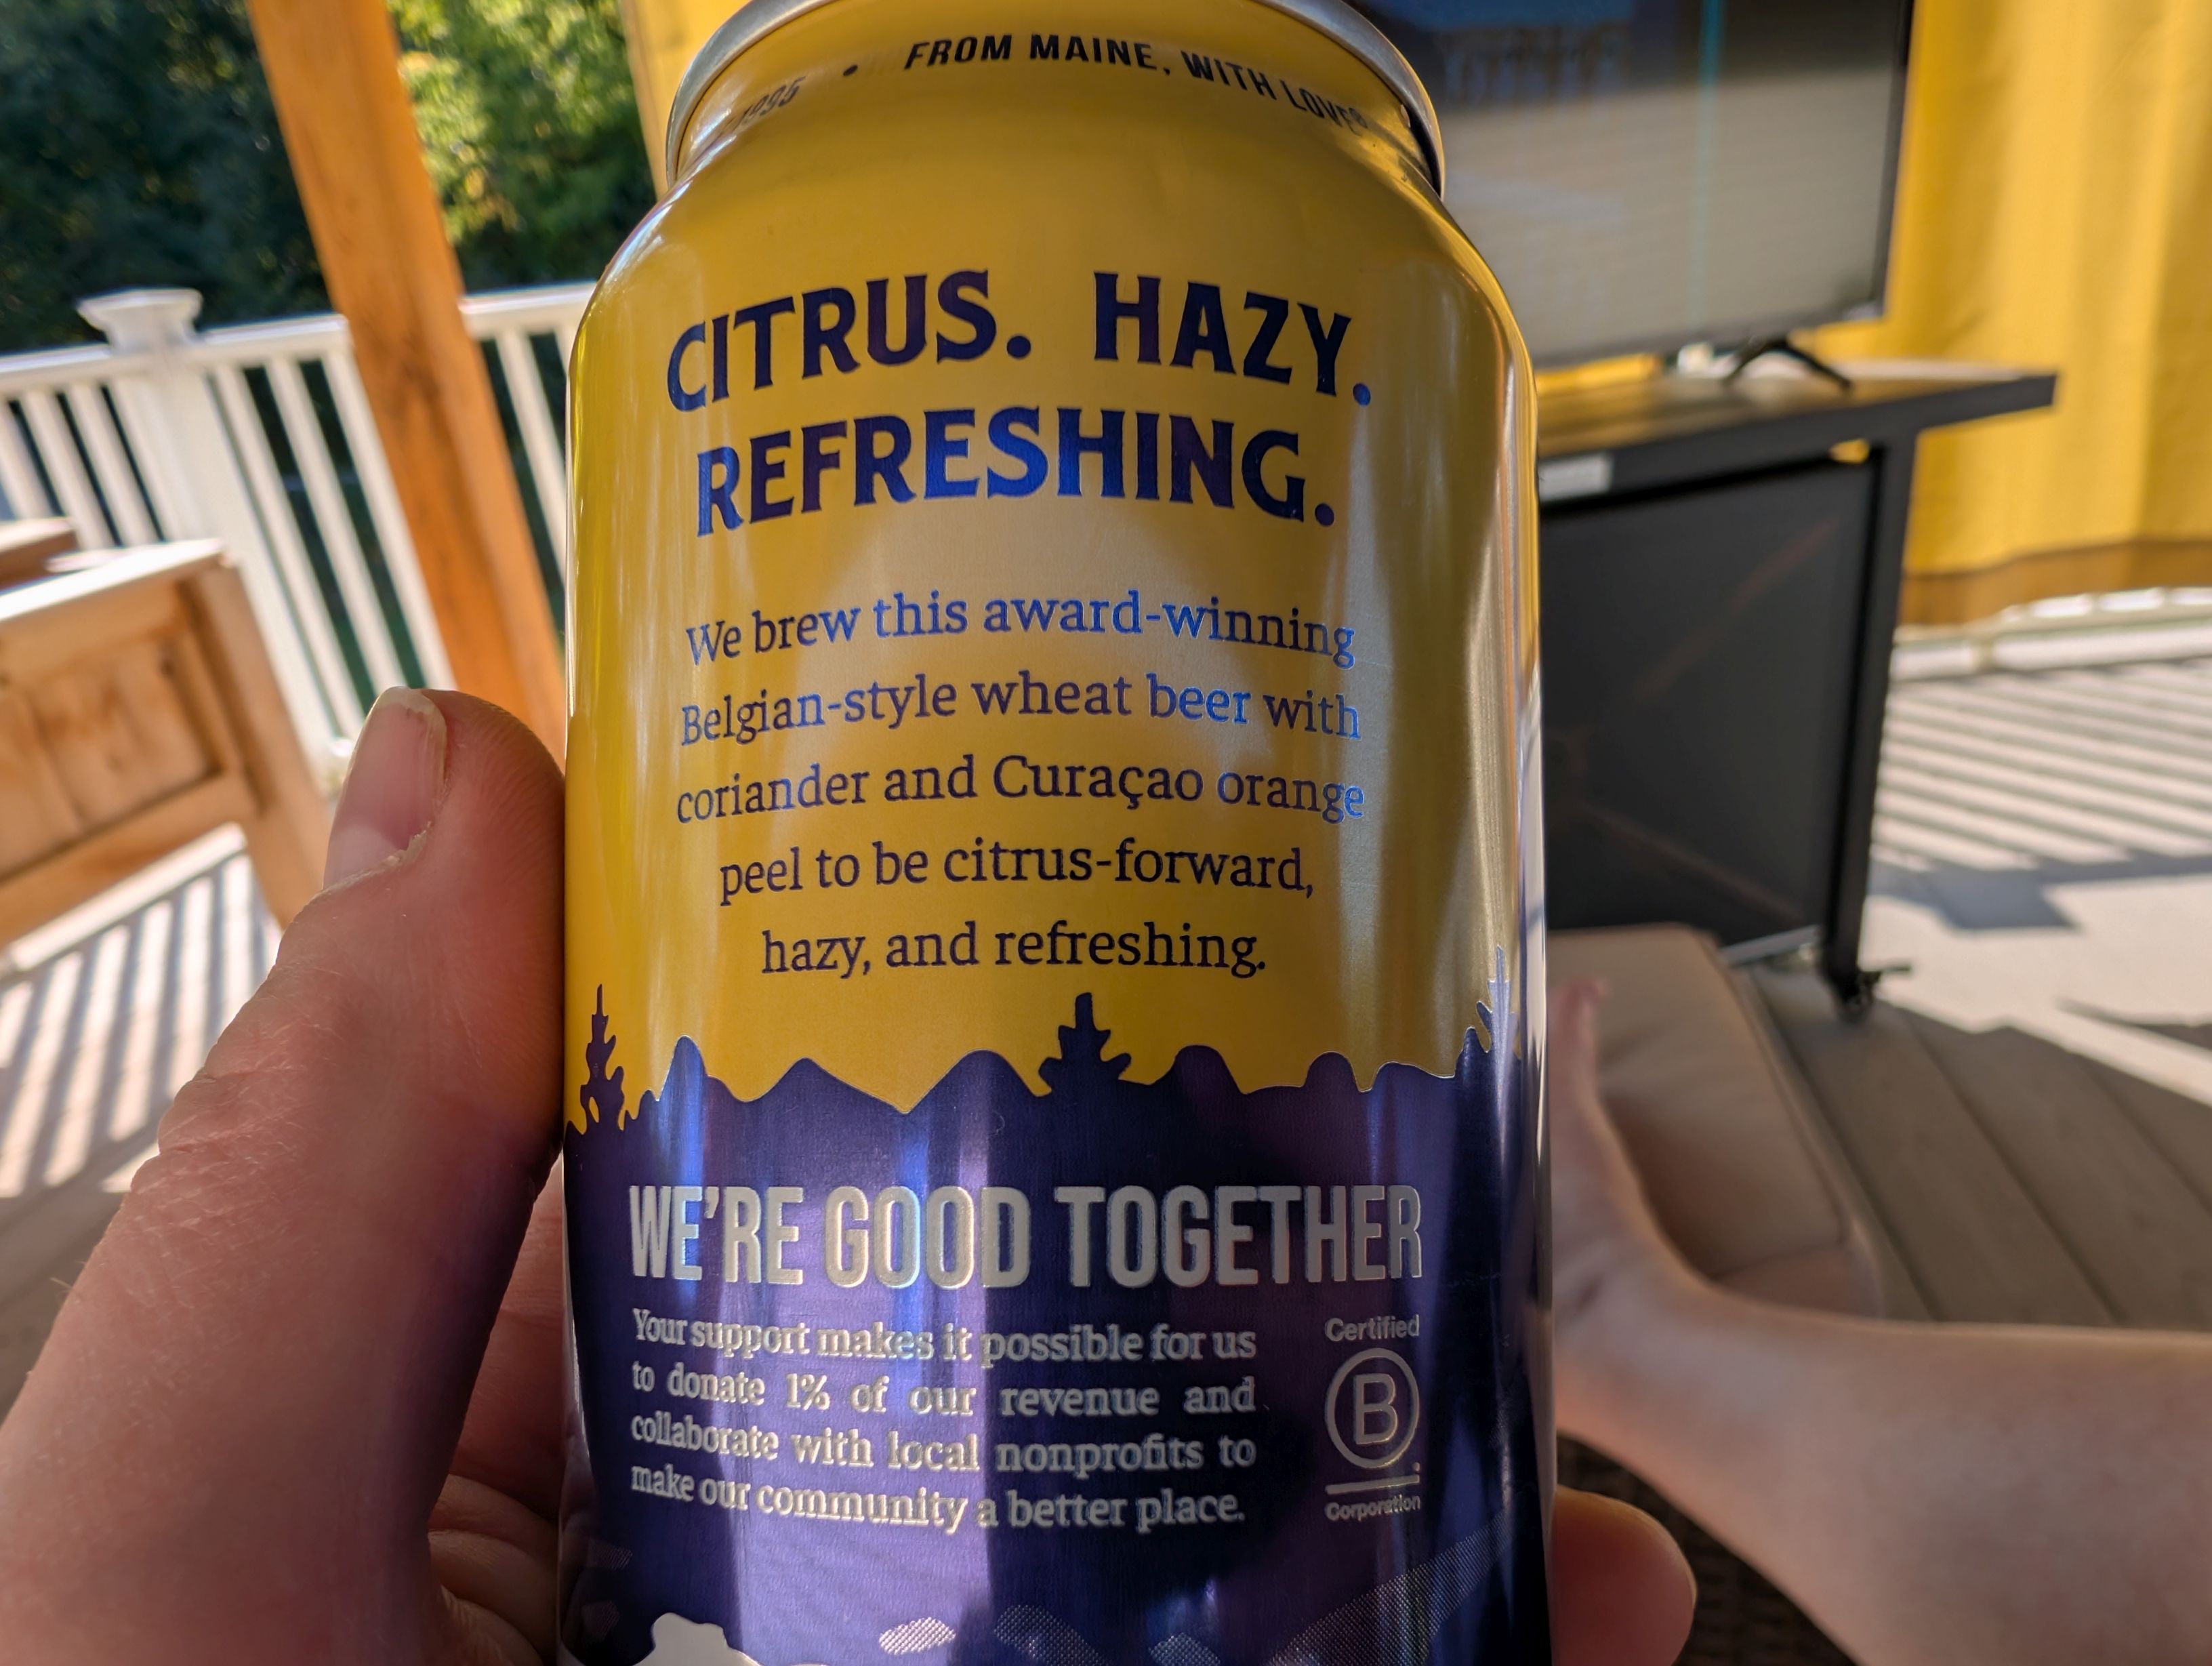 1995 • FROM MAINE, WITH LOVE®
CITRUS. HAZY.
REFRESHING.
We brew this award-winning
Belgian-style wheat beer with
coriander and Curaçao orange
peel to be citrus-forward,
hazy, and refreshing.
WE'RE GOOD TOGETHER
Your support makes it possible for us
to donate 1% of our revenue and
collaborate with local nonprofits to
make our community a better place.
Certified
B
Corporation